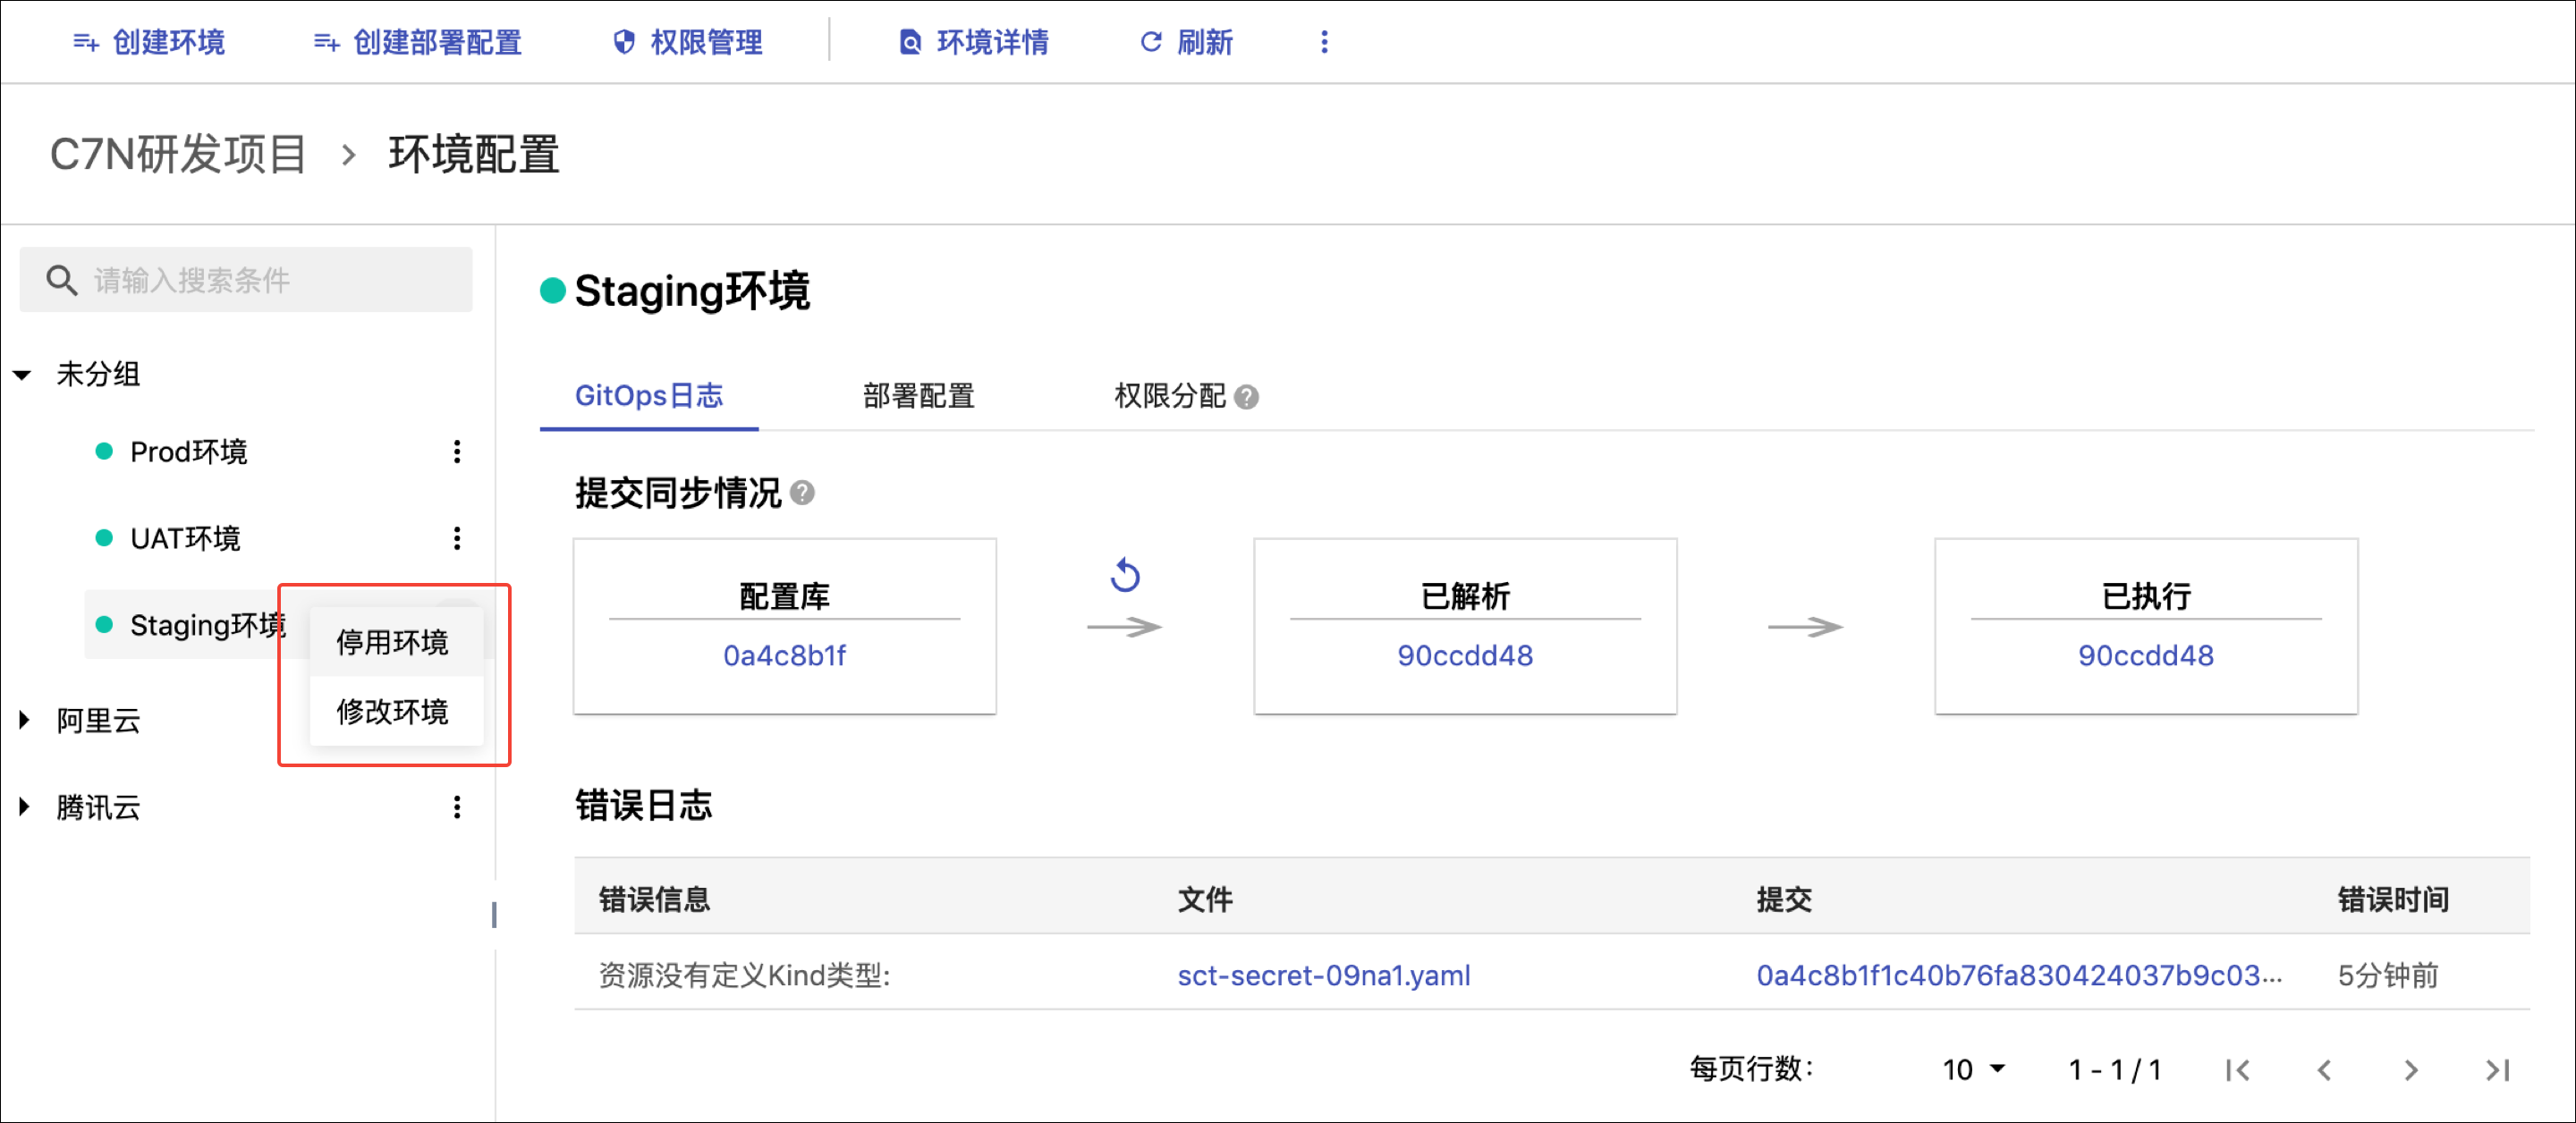 创建环境 创建部署配置 权限管理 环境详情 刷新
C7N研发项目 › 环境配置
请输入搜索条件
未分组
Prod环境
UAT环境
Staging环境
停用环境
修改环境
阿里云
腾讯云
Staging环境
GitOps日志 部署配置 权限分配
提交同步情况
配置库
0a4c8b1f
已解析
90ccdd48
已执行
90ccdd48
错误日志
错误信息 文件 提交 错误时间
资源没有定义Kind类型: sct-secret-09na1.yaml 0a4c8b1f1c40b76fa830424037b9c03... 5分钟前
每页行数: 10 1 - 1 / 1